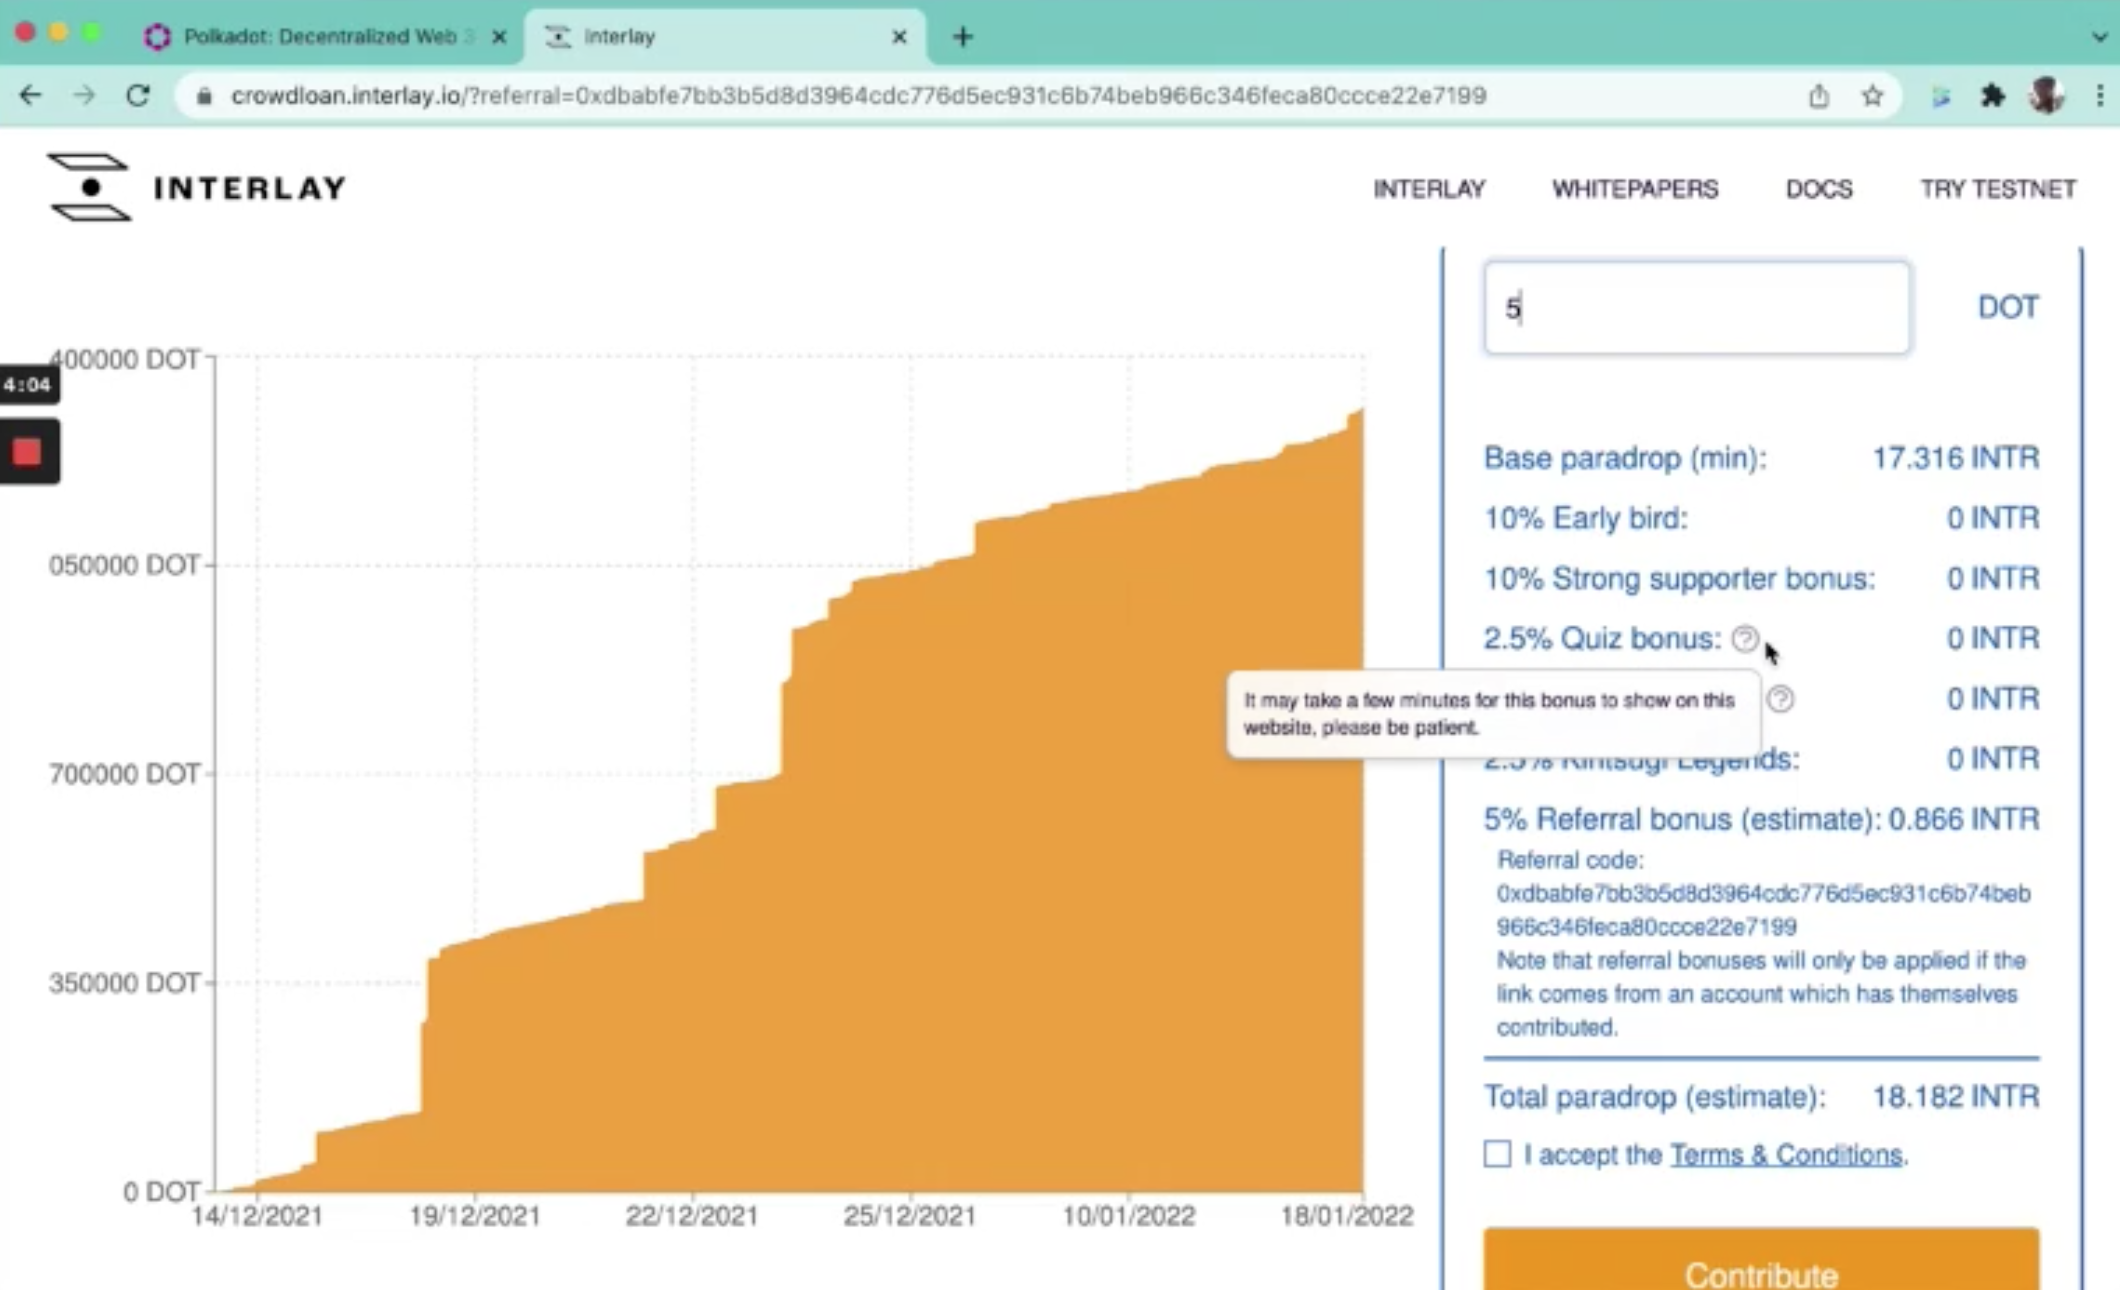 Polkadot: Decentralized Web 3
Interlay
crowdloan.interlay.io/?referral=0xdbabfe7bb3b5d8d3964cdc776d5ec931c6b74beb966c346feca80ccce22e7199
INTERLAY
INTERLAY WHITEPAPERS DOCS TRY TESTNET
4:04
400000 DOT
050000 DOT
700000 DOT
350000 DOT
0 DOT
14/12/2021 19/12/2021 22/12/2021 25/12/2021 10/01/2022 18/01/2022
5 DOT
Base paradrop (min): 17.316 INTR
10% Early bird: 0 INTR
10% Strong supporter bonus: 0 INTR
2.5% Quiz bonus: ? 0 INTR
It may take a few minutes for this bonus to show on this
website, please be patient.
? 0 INTR
2.5% Kintsugi Legends: 0 INTR
5% Referral bonus (estimate): 0.866 INTR
Referral code:
0xdbabfe7bb3b5d8d3964cdc776d5ec931c6b74beb
966c346feca80ccce22e7199
Note that referral bonuses will only be applied if the
link comes from an account which has themselves
contributed.
Total paradrop (estimate): 18.182 INTR
I accept the Terms & Conditions.
Contribute